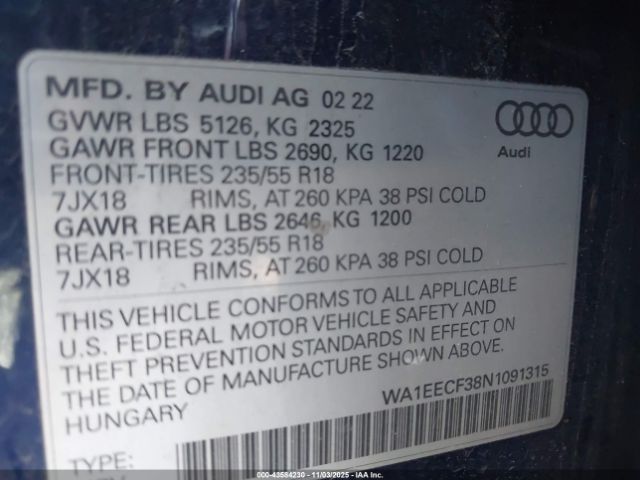 MFD. BY AUDI AG 02 22
GVWR LBS 5126, KG 2325
GAWR FRONT LBS 2690, KG 1220
FRONT-TIRES 235/55 R18
7JX18 RIMS, AT 260 KPA 38 PSI COLD
GAWR REAR LBS 2646, KG 1200
REAR-TIRES 235/55 R18
7JX18 RIMS, AT 260 KPA 38 PSI COLD
Audi
THIS VEHICLE CONFORMS TO ALL APPLICABLE
U.S. FEDERAL MOTOR VEHICLE SAFETY AND
THEFT PREVENTION STANDARDS IN EFFECT ON
THE DATE OF MANUFACTURE SHOWN ABOVE.
HUNGARY
WA1EECF38N1091315
TYPE:
000-43584230 - 11/03/2025 - IAA Inc.